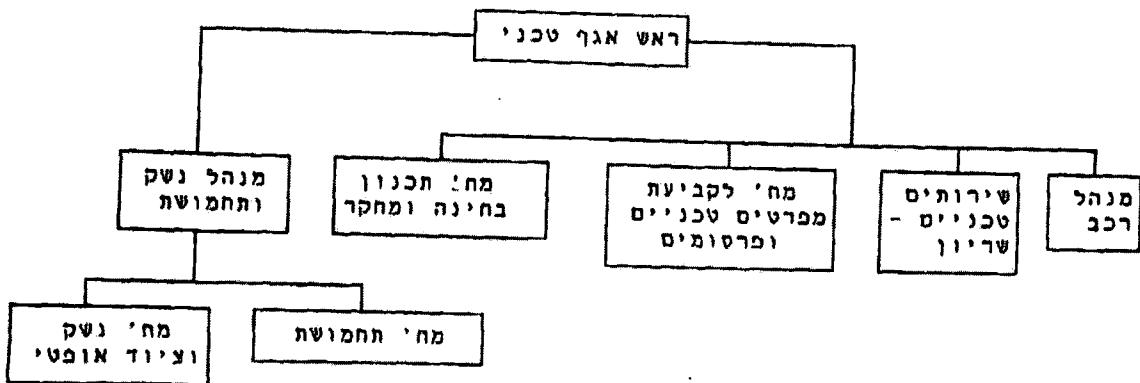 ראש אגף טכני
מנהל
רכב
שירותים
טכניים -
שריון
מח' לקביעת
מפרטים טכניים
ופרסומים
מח' תכנון
בחינה ומחקר
מנהל נשק
ותחמושת
מח' תחמושת
מח' נשק
וציוד אופטי